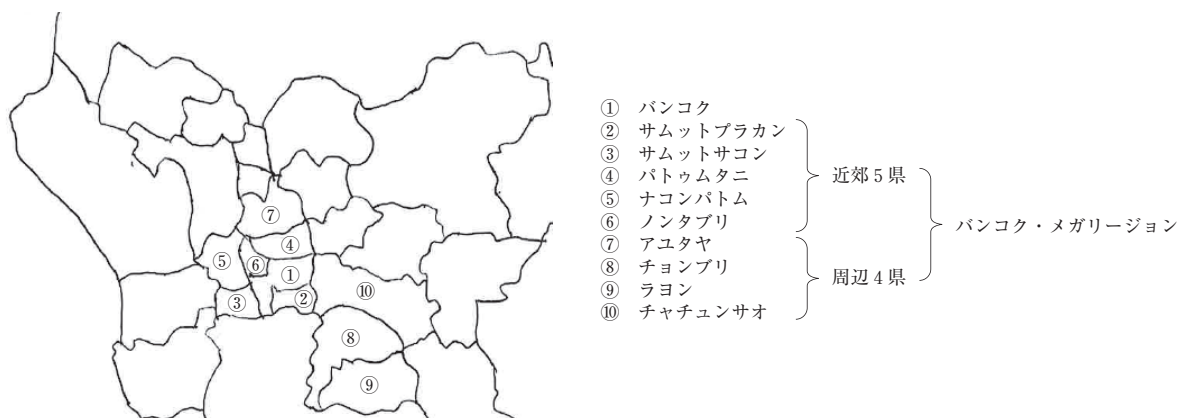 ① バンコク
② サムットプラカン
③ サムットサコン
④ パトゥムタニ
⑤ ナコンパトム
⑥ ノンタブリ
⑦ アユタヤ
⑧ チョンブリ
⑨ ラヨン
⑩ チャチュンサオ
近郊5県
周辺4県
バンコク・メガリージョン
⑦
④
⑤
⑥
①
③
②
⑩
⑧
⑨